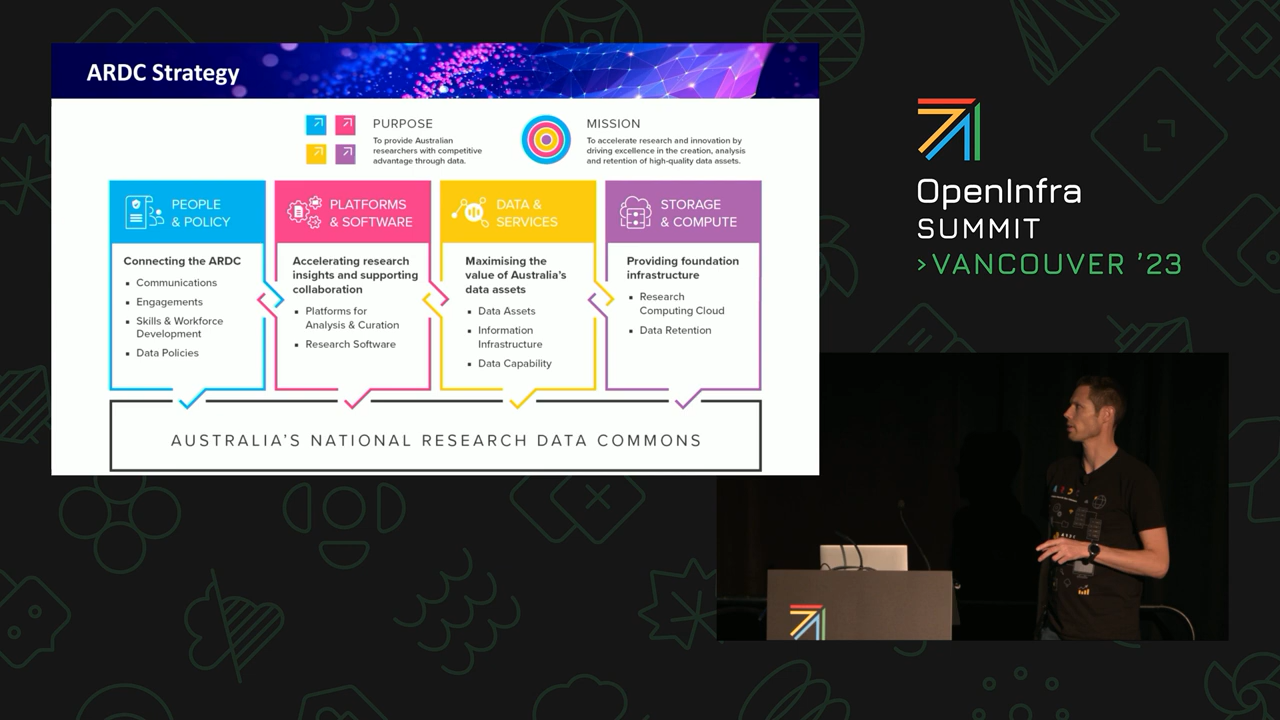 ARDC Strategy
PURPOSE
To provide Australian
researchers with competitive
advantage through data.
MISSION
To accelerate research and innovation by
driving excellence in the creation, analysis
and retention of high-quality data assets.
PEOPLE
& POLICY
Connecting the ARDC
▪ Communications
▪ Engagements
▪ Skills & Workforce
Development
▪ Data Policies
PLATFORMS
& SOFTWARE
Accelerating research
insights and supporting
collaboration
▪ Platforms for
Analysis & Curation
▪ Research Software
DATA &
SERVICES
Maximising the
value of Australia's
data assets
▪ Data Assets
▪ Information
Infrastructure
▪ Data Capability
STORAGE
& COMPUTE
Providing foundation
infrastructure
▪ Research
Computing Cloud
▪ Data Retention
AUSTRALIA'S NATIONAL RESEARCH DATA COMMONS
OpenInfra
SUMMIT
>VANCOUVER '23